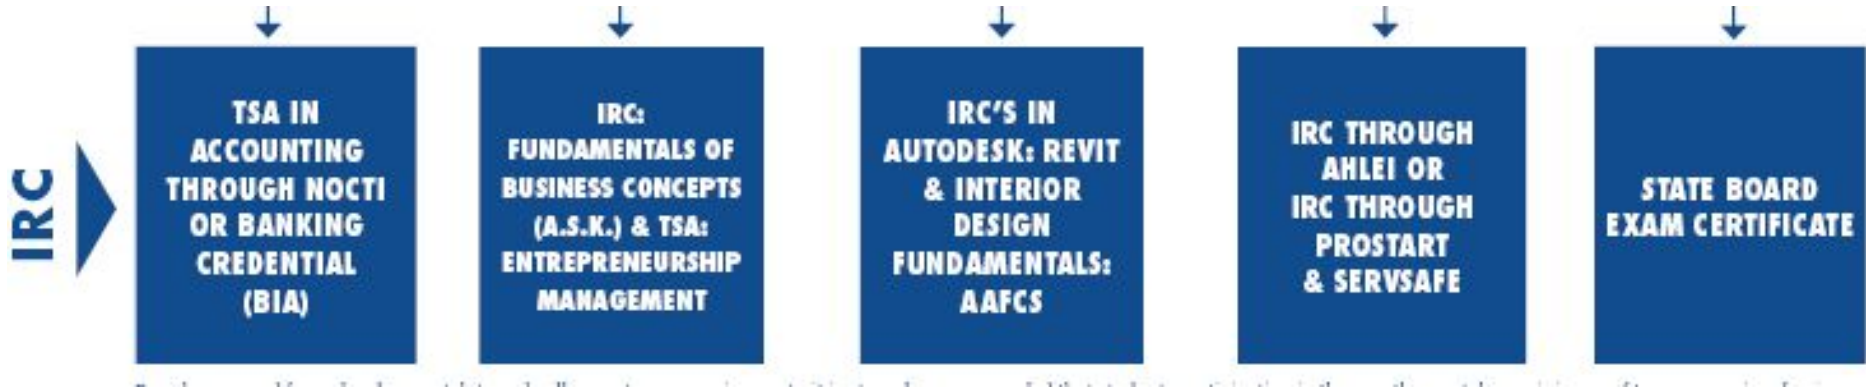 IRC
TSA IN
ACCOUNTING
THROUGH NOCTI
OR BANKING
CREDENTIAL
(BIA)
IRC:
FUNDAMENTALS OF
BUSINESS CONCEPTS
(A.S.K.) & TSA:
ENTREPRENEURSHIP
MANAGEMENT
IRC'S IN
AUTODESK: REVIT
& INTERIOR
DESIGN
FUNDAMENTALS:
AAFCS
IRC THROUGH
AHLEI OR
IRC THROUGH
PROSTART
& SERVSAFE
STATE BOARD
EXAM CERTIFICATE